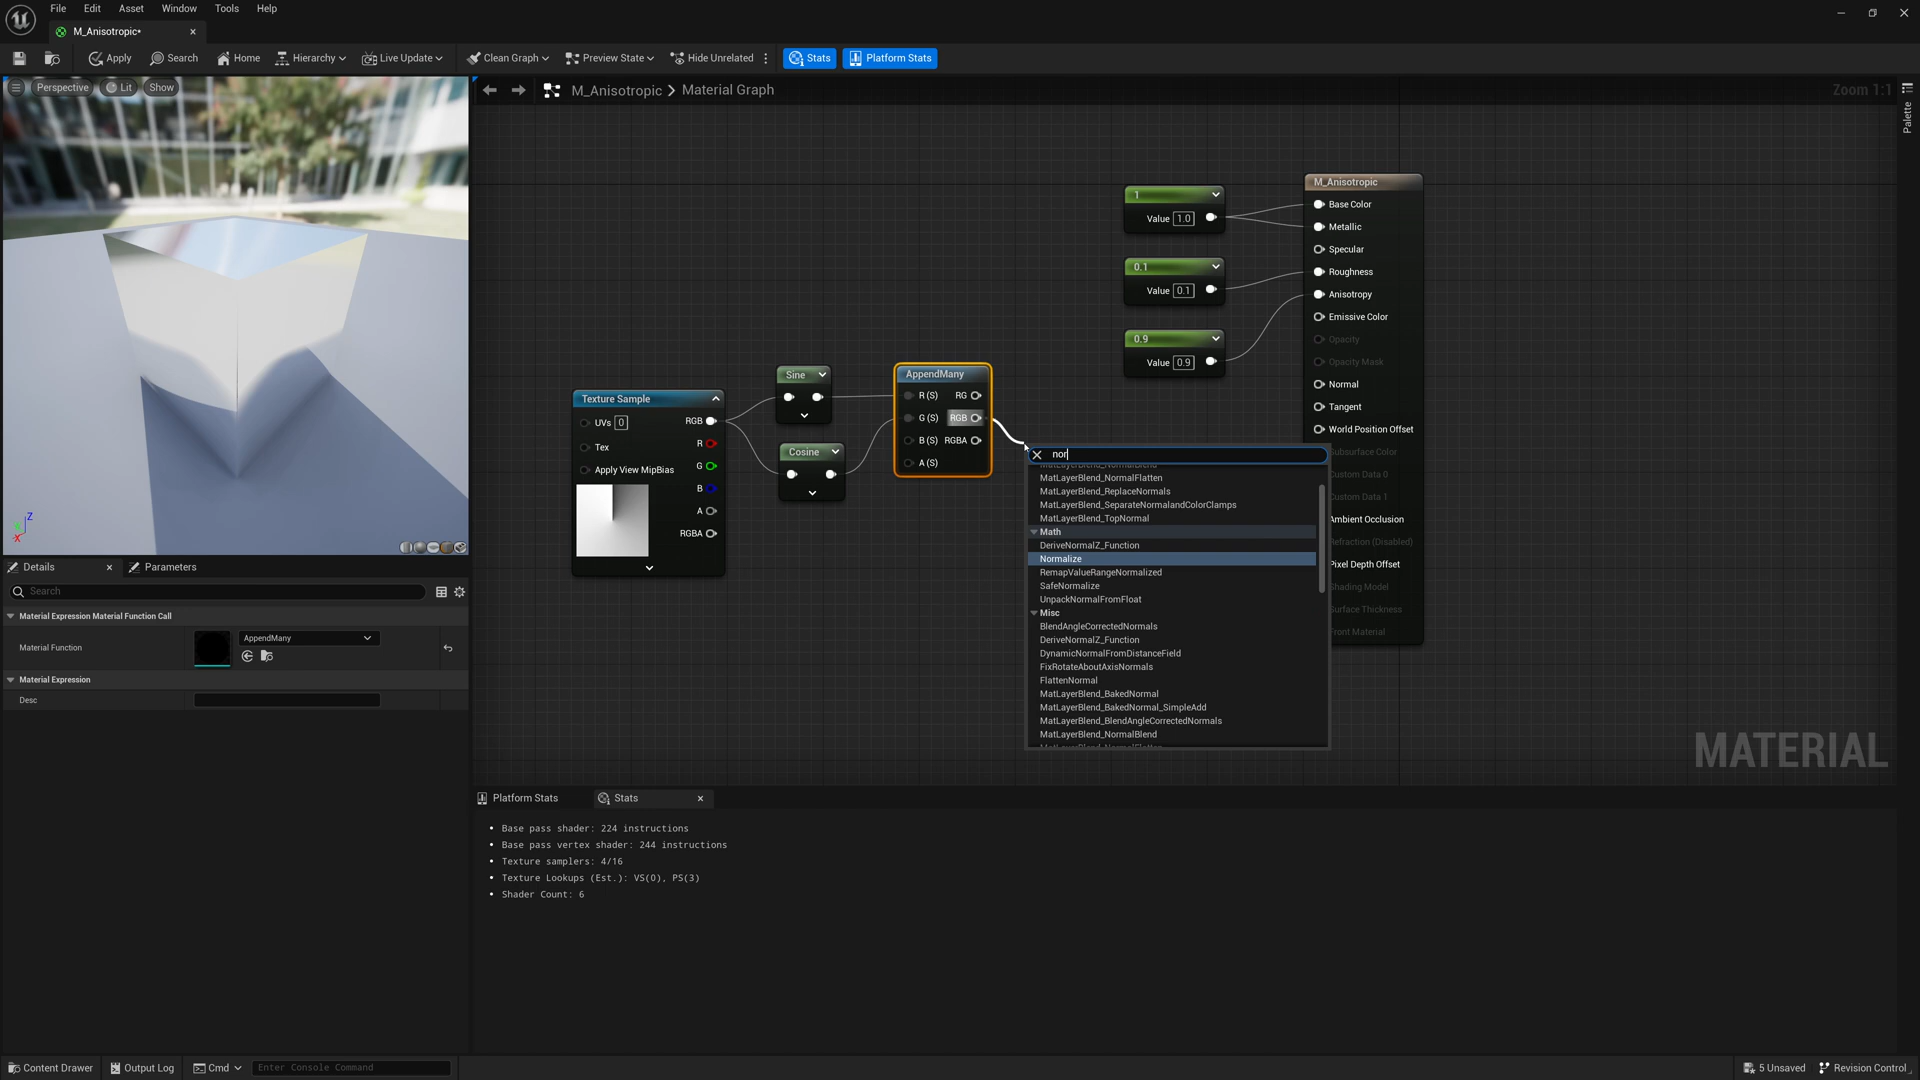 File Edit Asset Window Tools Help
M_Anisotropic•
Apply Search Home Hierarchy Live Update Clean Graph Preview State Hide Unrelated Stats Platform Stats
Perspective Lit Show
M_Anisotropic > Material Graph
Zoom 1:1
Palette
1
Value 1.0
0.1
Value 0.1
0.9
Value 0.9
M_Anisotropic
Base Color
Metallic
Specular
Roughness
Anisotropy
Emissive Color
Opacity
Opacity Mask
Normal
Tangent
World Position Offset
Subsurface Color
Custom Data 0
Custom Data 1
Ambient Occlusion
Refraction (Disabled)
Pixel Depth Offset
Shading Model
Surface Thickness
Front Material
Texture Sample
UVs 0 RGB
R
Tex
G
Apply View MipBias
B
A
RGBA
Sine
Cosine
AppendMany
R (S) RG
G (S) RGB
B (S) RGBA
A (S)
nor
MatLayerBlend_NormalBlend
MatLayerBlend_NormalFlatten
MatLayerBlend_ReplaceNormals
MatLayerBlend_SeparateNormalandColorClamps
MatLayerBlend_TopNormal
Math
DeriveNormalZ_Function
Normalize
RemapValueRangeNormalized
SafeNormalize
UnpackNormalFromFloat
Misc
BlendAngleCorrectedNormals
DeriveNormalZ_Function
DynamicNormalFromDistanceField
FixRotateAboutAxisNormals
FlattenNormal
MatLayerBlend_BakedNormal
MatLayerBlend_BakedNormal_SimpleAdd
MatLayerBlend_BlendAngleCorrectedNormals
MatLayerBlend_NormalBlend
MatLayerBlend_NormalFlatten
MATERIAL
Z
X
Details Parameters
Search
Material Expression Material Function Call
Material Function AppendMany
Material Expression
Desc
Platform Stats Stats
• Base pass shader: 224 instructions
• Base pass vertex shader: 244 instructions
• Texture samplers: 4/16
• Texture Lookups (Est.): VS(0), PS(3)
• Shader Count: 6
Content Drawer Output Log Cmd Enter Console Command 5 Unsaved Revision Control